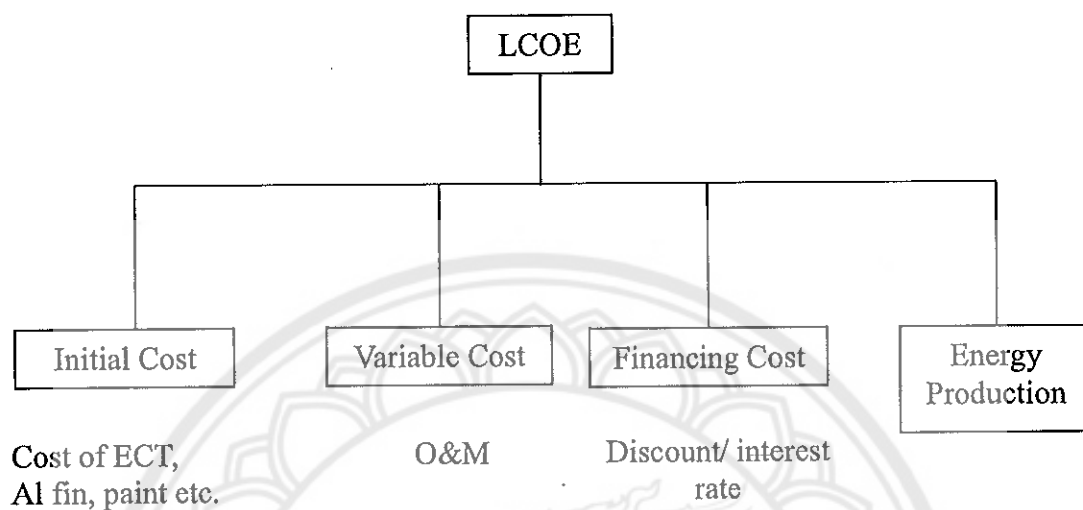 LCOE
Initial Cost
Variable Cost
Financing Cost
Energy
Production
Cost of ECT,
Al fin, paint etc.
O&M
Discount/ interest
rate